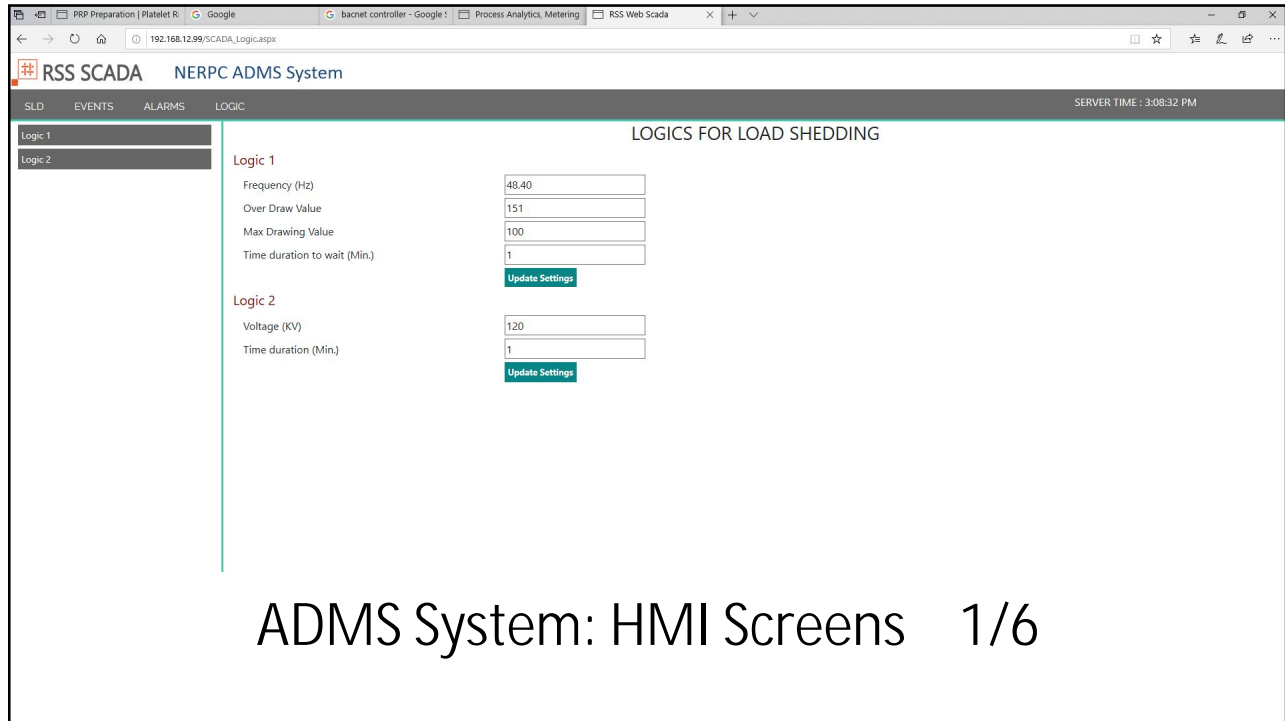 PRP Preparation | Platelet Ri Google bacnet controller - Google S Process Analytics, Metering RSS Web Scada
192.168.12.99/SCADA_Logic.aspx
RSS SCADA NERPC ADMS System
SLD EVENTS ALARMS LOGIC SERVER TIME : 3:08:32 PM
Logic 1
Logic 2
LOGICS FOR LOAD SHEDDING
Logic 1
Frequency (Hz) 48.40
Over Draw Value 151
Max Drawing Value 100
Time duration to wait (Min.) 1
Update Settings
Logic 2
Voltage (KV) 120
Time duration (Min.) 1
Update Settings
ADMS System: HMI Screens 1/6